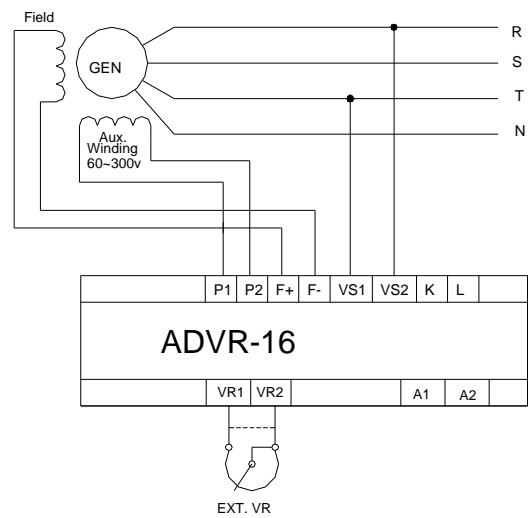 Field
R
GEN
S
T
N
Aux.
Winding
60~300v
P1 P2 F+ F- VS1 VS2 K L
ADVR-16
VR1 VR2 A1 A2
EXT. VR